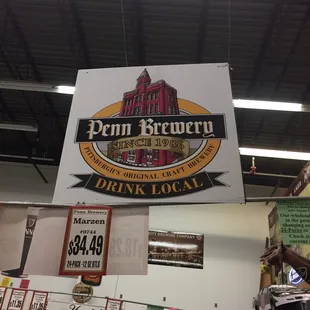 Penn Brewery
SINCE 1986
PITTSBURGH'S ORIGINAL CRAFT BREWERY
DRINK LOCAL
Penn Brewery
Marzen
$34.49
24-PACK - 12 OZ BTLS